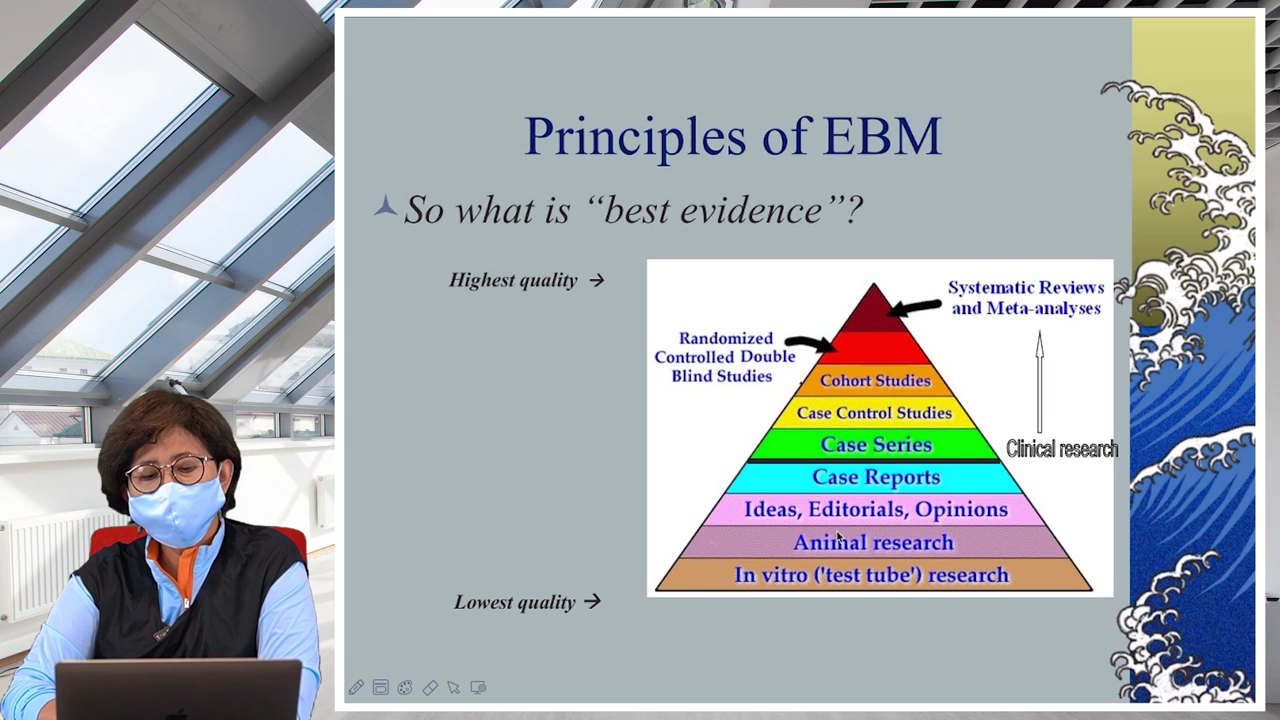 Principles of EBM
So what is “best evidence”?
Highest quality →
Systematic Reviews
and Meta-analyses
Randomized
Controlled Double
Blind Studies
Cohort Studies
Case Control Studies
Case Series
Clinical research
Case Reports
Ideas, Editorials, Opinions
Animal research
In vitro ('test tube') research
Lowest quality →